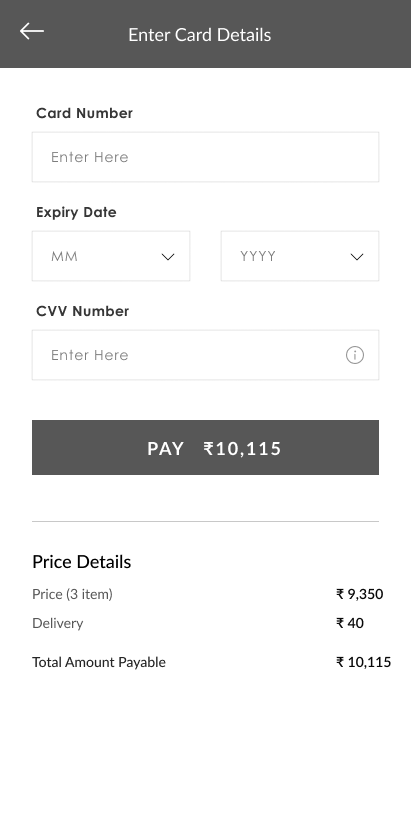 Enter Card Details
Card Number
Enter Here
Expiry Date
MM YYYY
CVV Number
Enter Here
PAY ₹10,115
Price Details
Price (3 item) ₹ 9,350
Delivery ₹ 40
Total Amount Payable ₹ 10,115